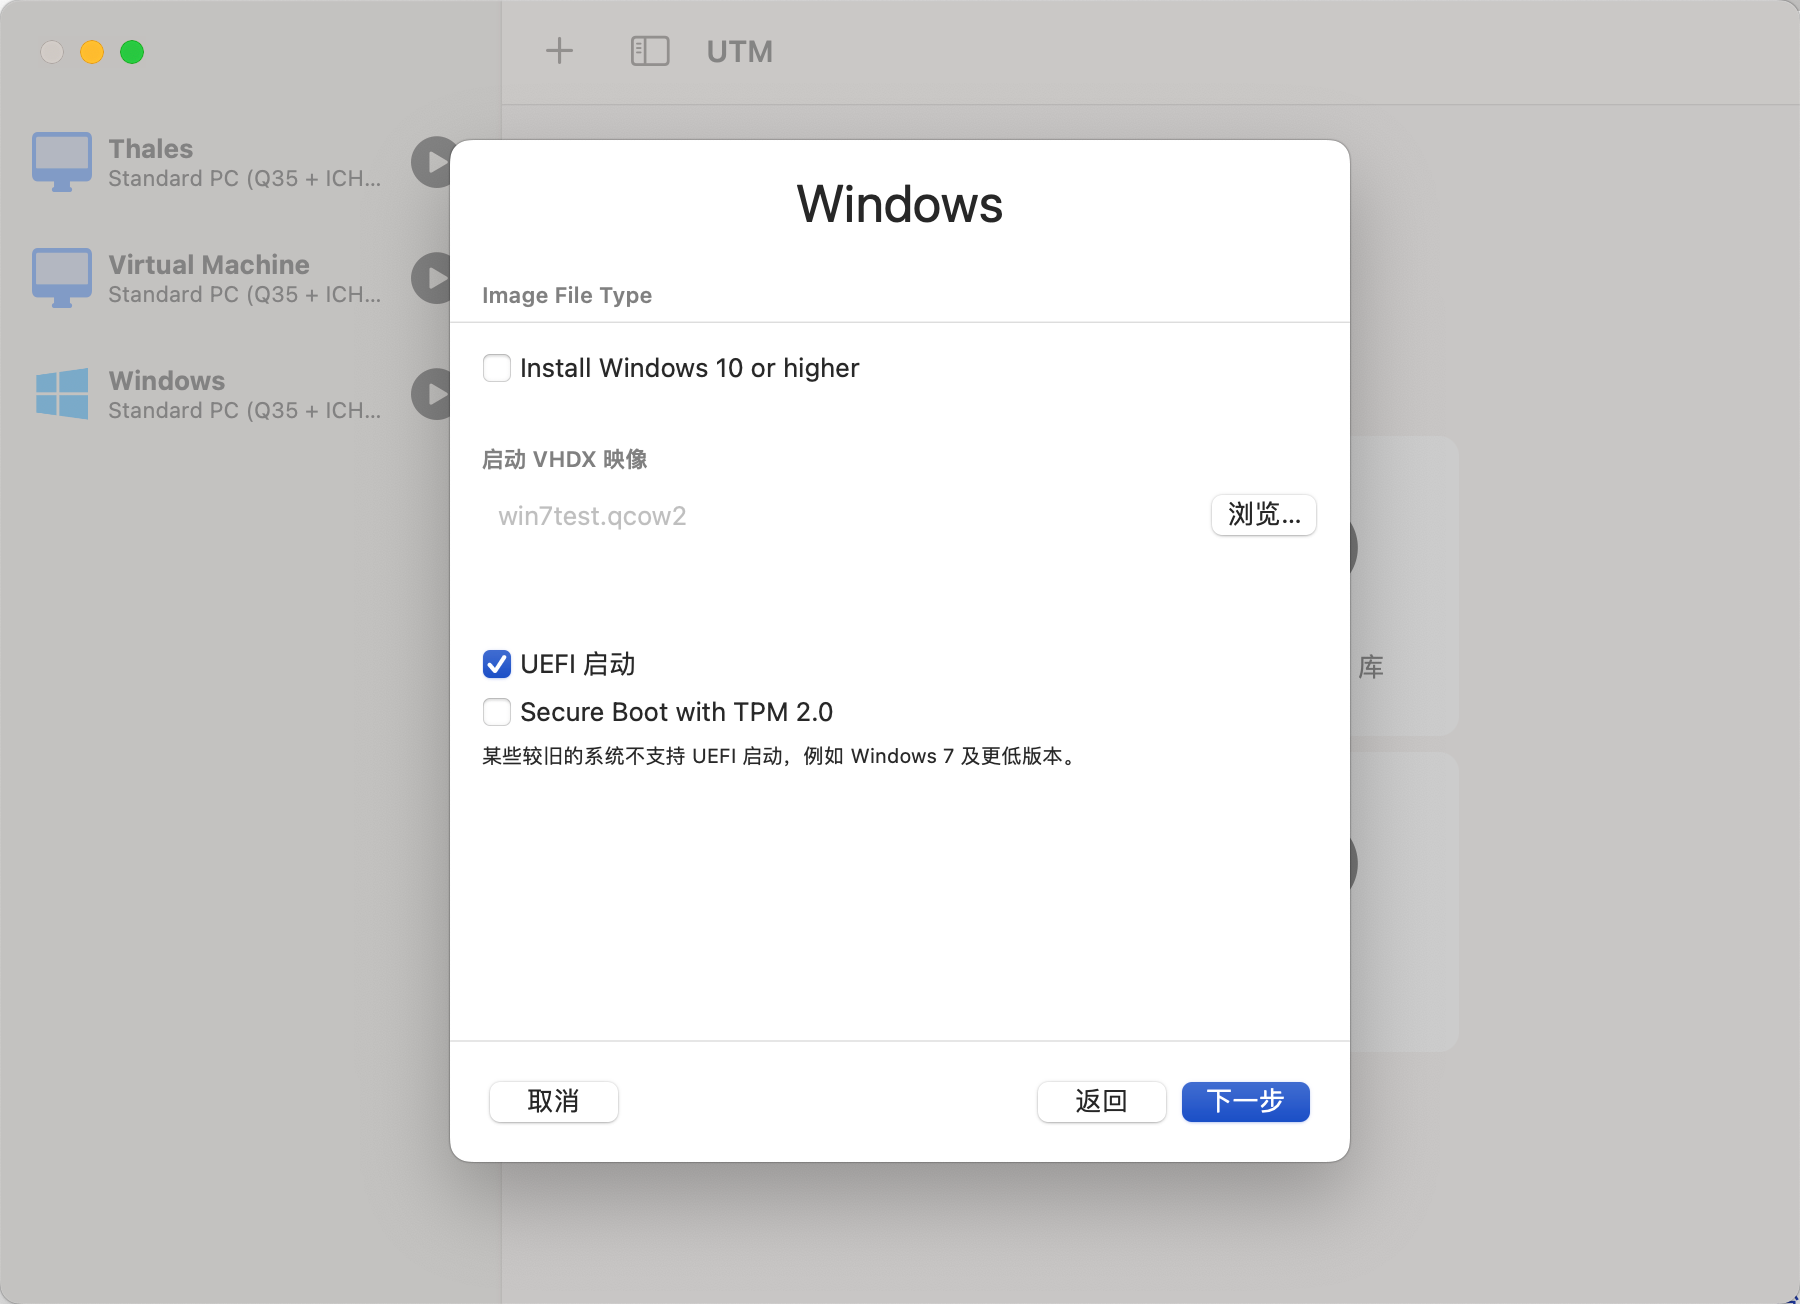 UTM
Thales
Standard PC (Q35 + ICH...
Virtual Machine
Standard PC (Q35 + ICH...
Windows
Standard PC (Q35 + ICH...
Windows
Image File Type
Install Windows 10 or higher
启动 VHDX 映像
win7test.qcow2
浏览...
UEFI 启动
Secure Boot with TPM 2.0
某些较旧的系统不支持 UEFI 启动，例如 Windows 7 及更低版本。
库
取消
返回
下一步